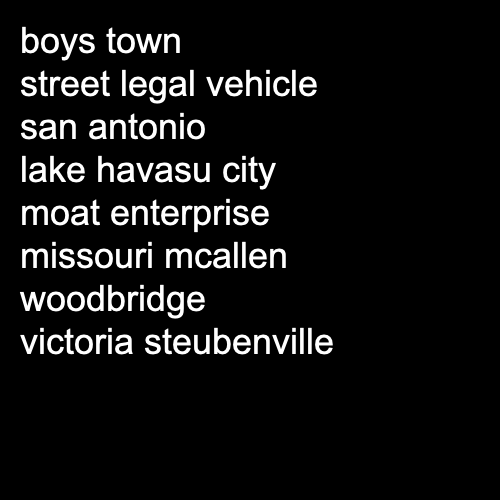 boys town
street legal vehicle
san antonio
lake havasu city
moat enterprise
missouri mcallen
woodbridge
victoria steubenville